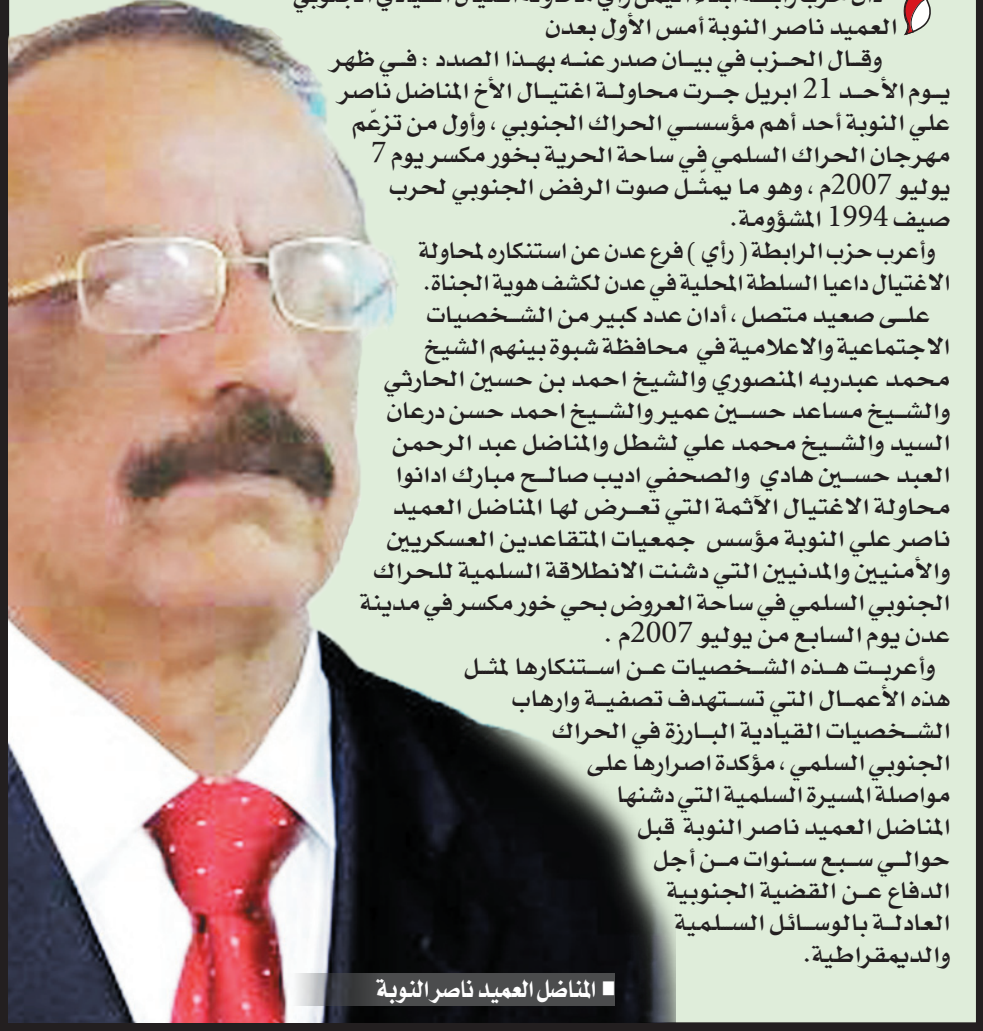 العميد ناصر النوبة أمس الأول بعدن
وقال الحزب في بيان صدر عنه بهذا الصدد : في ظهر
يوم الأحد 21 ابريل جرت محاولة اغتيال الأخ المناضل ناصر
علي النوبة أحد أهم مؤسسي الحراك الجنوبي ، وأول من تزعّم
مهرجان الحراك السلمي في ساحة الحرية بخور مكسر يوم 7
يوليو 2007م ، وهو ما يمثّل صوت الرفض الجنوبي لحرب
صيف 1994 المشؤومة.
وأعرب حزب الرابطة ( رأي ) فرع عدن عن استنكاره لمحاولة
الاغتيال داعيا السلطة المحلية في عدن لكشف هوية الجناة.
على صعيد متصل ، أدان عدد كبير من الشخصيات
الاجتماعية والاعلامية في محافظة شبوة بينهم الشيخ
محمد عبدربه المنصوري والشيخ احمد بن حسين الحارثي
والشيخ مساعد حسين عمير والشيخ احمد حسن درعان
السيد والشيخ محمد علي لشطل والمناضل عبد الرحمن
العبد حسين هادي والصحفي اديب صالح مبارك ادانوا
محاولة الاغتيال الآثمة التي تعرض لها المناضل العميد
ناصر علي النوبة مؤسس جمعيات المتقاعدين العسكريين
والأمنيين والمدنيين التي دشنت الانطلاقة السلمية للحراك
الجنوبي السلمي في ساحة العروض بحي خور مكسر في مدينة
عدن يوم السابع من يوليو 2007م .
وأعربت هذه الشخصيات عن استنكارها لمثل
هذه الأعمال التي تستهدف تصفية وارهاب
الشخصيات القيادية البارزة في الحراك
الجنوبي السلمي ، مؤكدة اصرارها على
مواصلة المسيرة السلمية التي دشنها
المناضل العميد ناصر النوبة قبل
حوالي سبع سنوات من أجل
الدفاع عن القضية الجنوبية
العادلة بالوسائل السلمية
والديمقراطية.
■ المناضل العميد ناصر النوبة